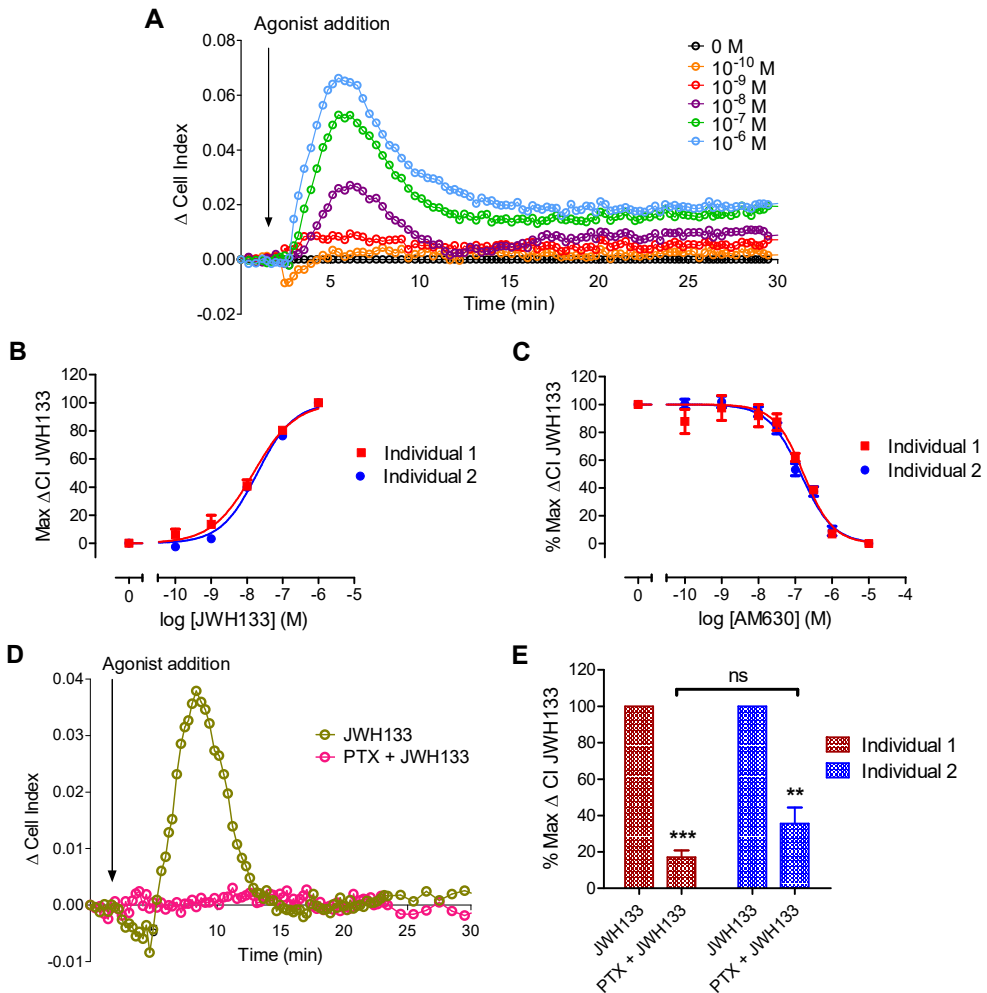 A
Agonist addition
0.08
0.06
0.04
0.02
0.00
-0.02
Δ Cell Index
5
10
15
20
25
30
Time (min)
0 M
10⁻¹⁰ M
10⁻⁹ M
10⁻⁸ M
10⁻⁷ M
10⁻⁶ M
B
120
100
80
60
40
20
0
Max ΔCI JWH133
0
-10
-9
-8
-7
-6
-5
log [JWH133] (M)
Individual 1
Individual 2
C
120
100
80
60
40
20
0
% Max ΔCI JWH133
0
-10
-9
-8
-7
-6
-5
-4
log [AM630] (M)
Individual 1
Individual 2
D
Agonist addition
0.04
0.03
0.04
0.00
-0.01
Δ Cell Index
5
10
15
20
25
30
Time (min)
JWH133
PTX + JWH133
E
ns
120
100
80
60
40
20
0
% Max Δ CI JWH133
***
**
JWH133
PTX + JWH133
JWH133
PTX + JWH133
Individual 1
Individual 2